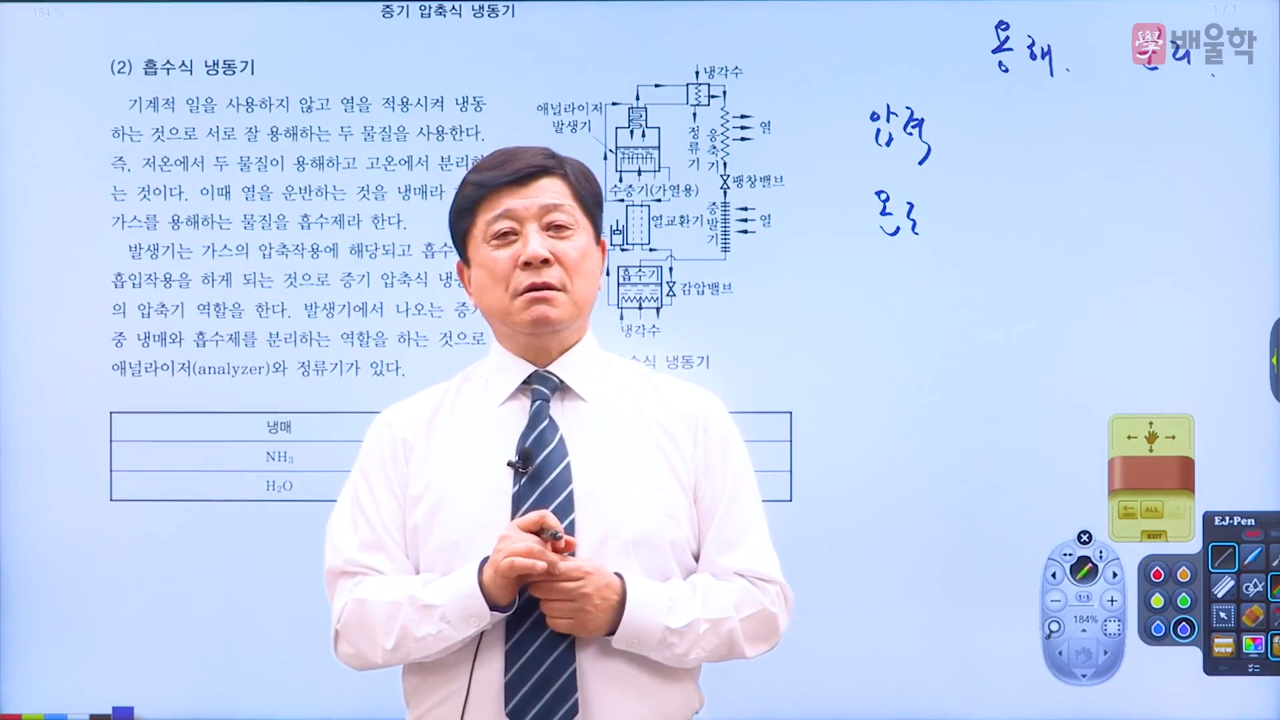 184 %
증기 압축식 냉동기
1 / 1
學 배울학
용해.
압력
온도
(2) 흡수식 냉동기
기계적 일을 사용하지 않고 열을 적용시켜 냉동
하는 것으로 서로 잘 용해하는 두 물질을 사용한다.
즉, 저온에서 두 물질이 용해하고 고온에서 분리하
는 것이다. 이때 열을 운반하는 것을 냉매라
가스를 용해하는 물질을 흡수제라 한다.
발생기는 가스의 압축작용에 해당되고
흡입작용을 하게 되는 것으로 증기 압축식
의 압축기 역할을 한다. 발생기에서 나오는
중 냉매와 흡수제를 분리하는 역할을 하는 것으로
애널라이저(analyzer)와 정류기가 있다.
냉각수
애널라이저
발생기
정류기
응축기
열
팽창밸브
수증기(가열용)
열교환기
증발기
열
흡수기
감압밸브
냉각수
냉동기
냉매
NH₃
H₂O
ALL
EXIT
EJ-Pen
1:1
184%
VIEW